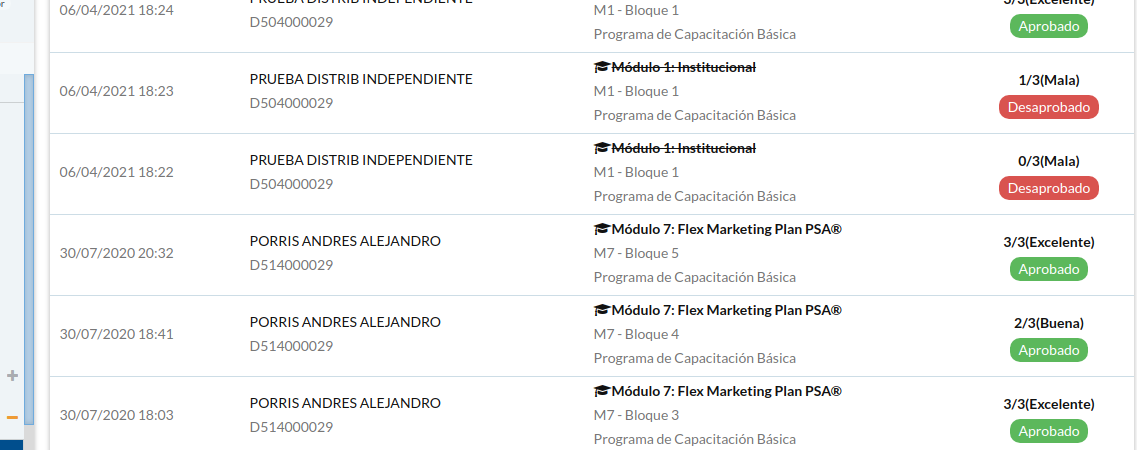 06/04/2021 18:24
PRUEBA DISTRIB INDEPENDIENTE
D504000029
M1 - Bloque 1
Programa de Capacitación Básica
3/3(Excelente)
Aprobado
06/04/2021 18:23
PRUEBA DISTRIB INDEPENDIENTE
D504000029
Módulo 1: Institucional
M1 - Bloque 1
Programa de Capacitación Básica
1/3(Mala)
Desaprobado
06/04/2021 18:22
PRUEBA DISTRIB INDEPENDIENTE
D504000029
Módulo 1: Institucional
M1 - Bloque 1
Programa de Capacitación Básica
0/3(Mala)
Desaprobado
30/07/2020 20:32
PORRIS ANDRES ALEJANDRO
D514000029
Módulo 7: Flex Marketing Plan PSA®
M7 - Bloque 5
Programa de Capacitación Básica
3/3(Excelente)
Aprobado
30/07/2020 18:41
PORRIS ANDRES ALEJANDRO
D514000029
Módulo 7: Flex Marketing Plan PSA®
M7 - Bloque 4
Programa de Capacitación Básica
2/3(Buena)
Aprobado
30/07/2020 18:03
PORRIS ANDRES ALEJANDRO
D514000029
Módulo 7: Flex Marketing Plan PSA®
M7 - Bloque 3
Programa de Capacitación Básica
3/3(Excelente)
Aprobado